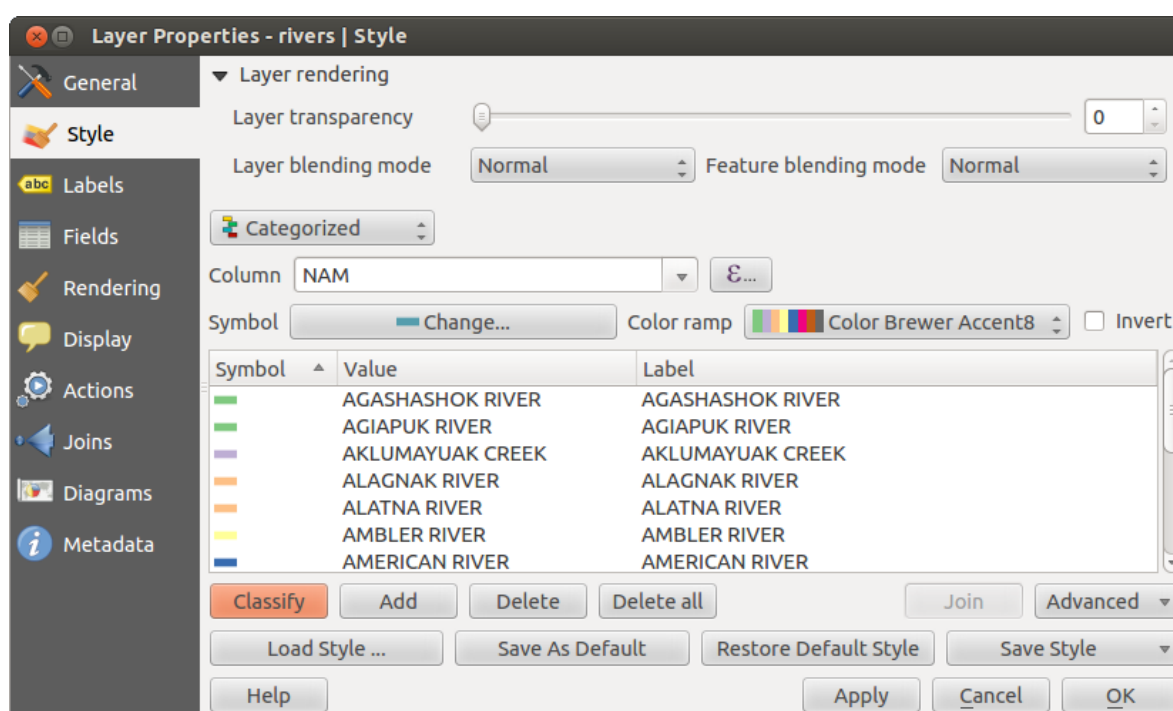 Layer Properties - rivers | Style
General
Style
abc Labels
Fields
Rendering
Display
Actions
Joins
Diagrams
i Metadata
Layer rendering
Layer transparency 0
Layer blending mode Normal Feature blending mode Normal
Categorized
Column NAM ε...
Symbol Change... Color ramp Color Brewer Accent8 Invert
Symbol Value Label
AGASHASHOK RIVER AGASHASHOK RIVER
AGIAPUK RIVER AGIAPUK RIVER
AKLUMAYUAK CREEK AKLUMAYUAK CREEK
ALAGNAK RIVER ALAGNAK RIVER
ALATNA RIVER ALATNA RIVER
AMBLER RIVER AMBLER RIVER
AMERICAN RIVER AMERICAN RIVER
Classify Add Delete Delete all Join Advanced
Load Style ... Save As Default Restore Default Style Save Style
Help Apply Cancel OK